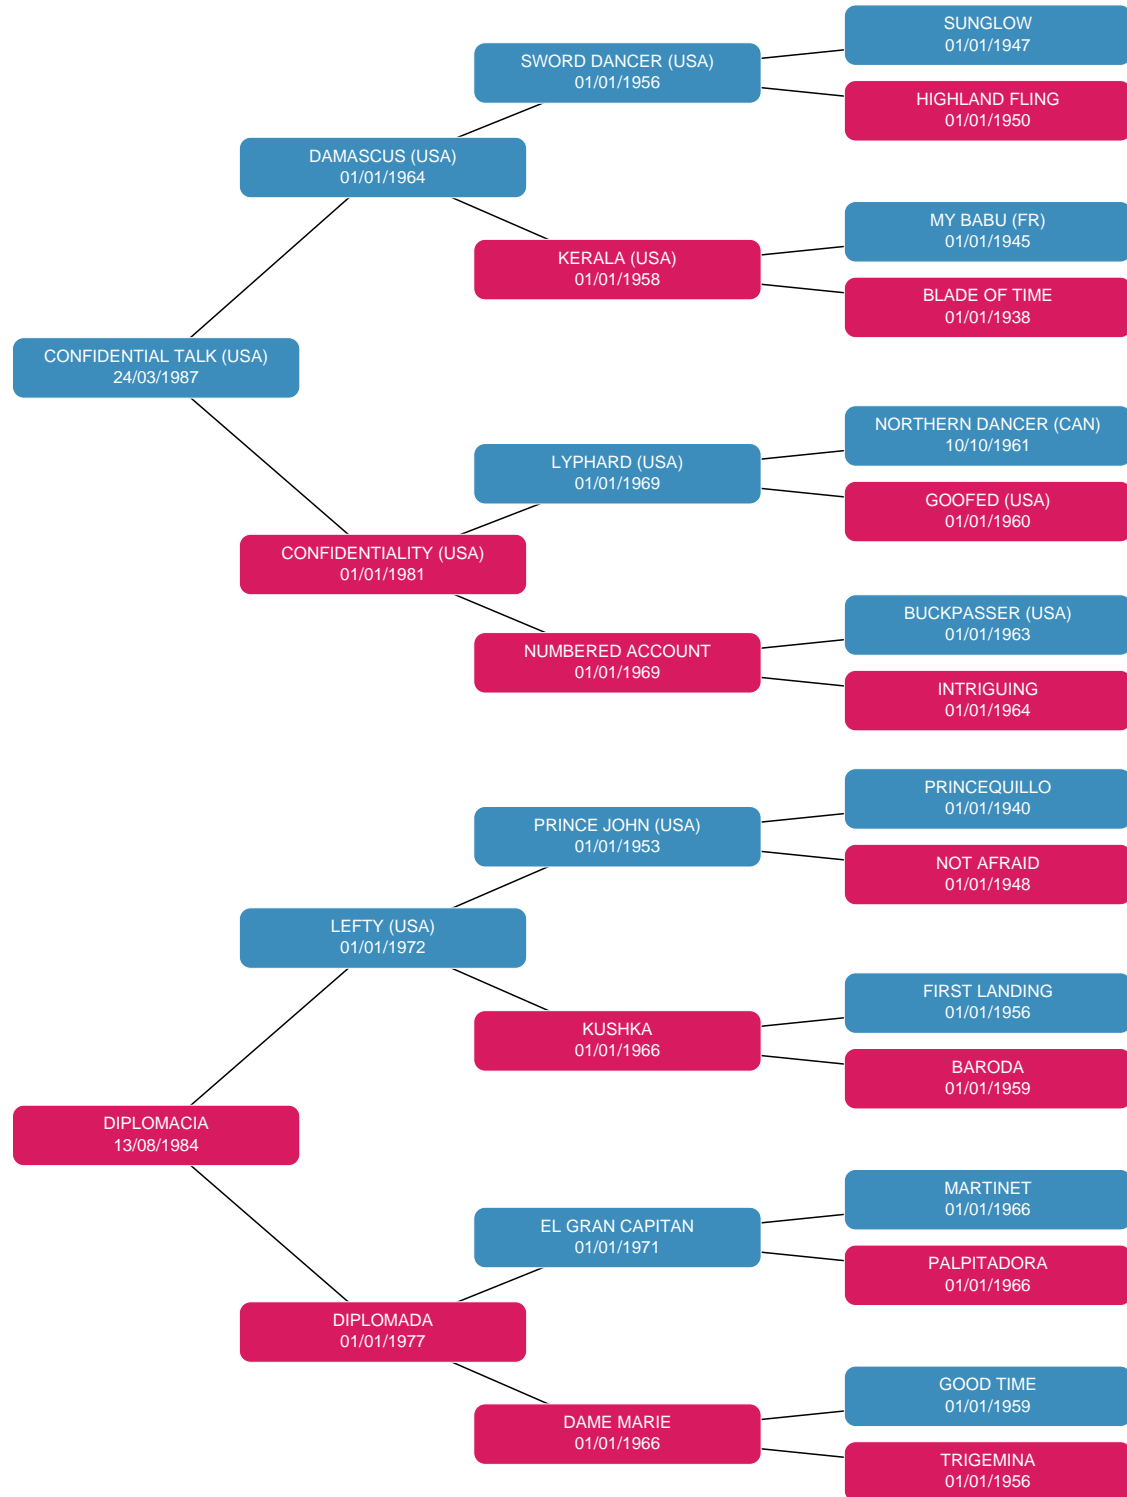 SUNGLOW
01/01/1947
SWORD DANCER (USA)
01/01/1956
HIGHLAND FLING
01/01/1950
DAMASCUS (USA)
01/01/1964
MY BABU (FR)
01/01/1945
KERALA (USA)
01/01/1958
BLADE OF TIME
01/01/1938
CONFIDENTIAL TALK (USA)
24/03/1987
NORTHERN DANCER (CAN)
10/10/1961
LYPHARD (USA)
01/01/1969
GOOFED (USA)
01/01/1960
CONFIDENTIALITY (USA)
01/01/1981
BUCKPASSER (USA)
01/01/1963
NUMBERED ACCOUNT
01/01/1969
INTRIGUING
01/01/1964
PRINCEQUILLO
01/01/1940
PRINCE JOHN (USA)
01/01/1953
NOT AFRAID
01/01/1948
LEFTY (USA)
01/01/1972
FIRST LANDING
01/01/1956
KUSHKA
01/01/1966
BARODA
01/01/1959
DIPLOMACIA
13/08/1984
MARTINET
01/01/1966
EL GRAN CAPITAN
01/01/1971
PALPITADORA
01/01/1966
DIPLOMADA
01/01/1977
GOOD TIME
01/01/1959
DAME MARIE
01/01/1966
TRIGEMINA
01/01/1956